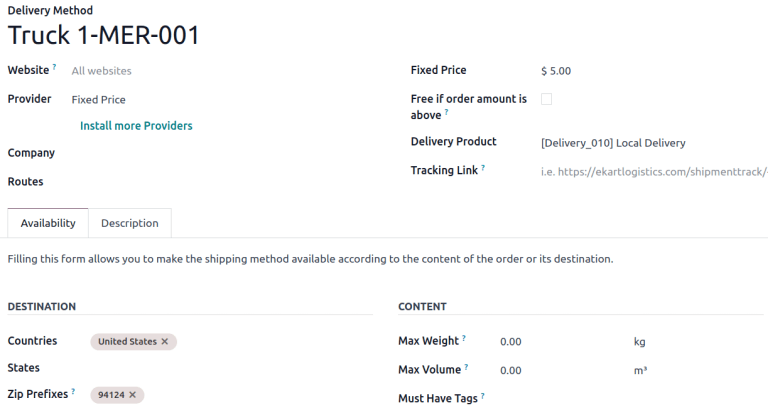 Delivery Method
Truck 1-MER-001
Website ? All websites
Provider Fixed Price
Install more Providers
Company
Routes
Fixed Price $ 5.00
Free if order amount is
above ?
Delivery Product [Delivery_010] Local Delivery
Tracking Link ? i.e. https://ekartlogistics.com/shipmenttrack/
Availability Description
Filling this form allows you to make the shipping method available according to the content of the order or its destination.
DESTINATION
Countries United States ×
States
Zip Prefixes ? 94124 ×
CONTENT
Max Weight ? 0.00 kg
Max Volume ? 0.00 m³
Must Have Tags ?